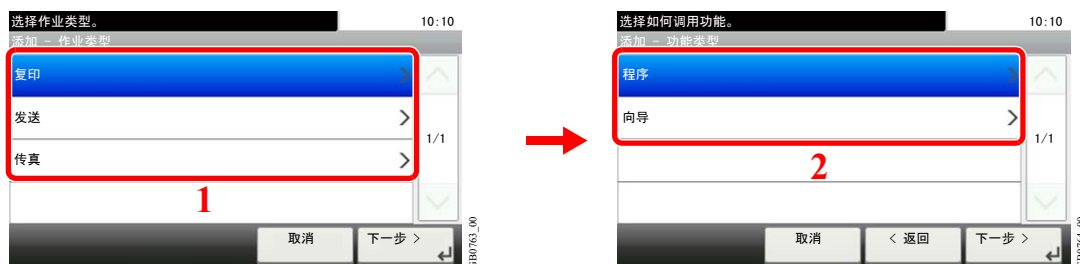 选择作业类型。 10:10
添加 - 作业类型
复印
发送
传真
1/1
1
取消 下一步 >
GB0763_00
选择如何调用功能。 10:10
添加 - 功能类型
程序
向导
1/1
2
取消 < 返回 下一步 >